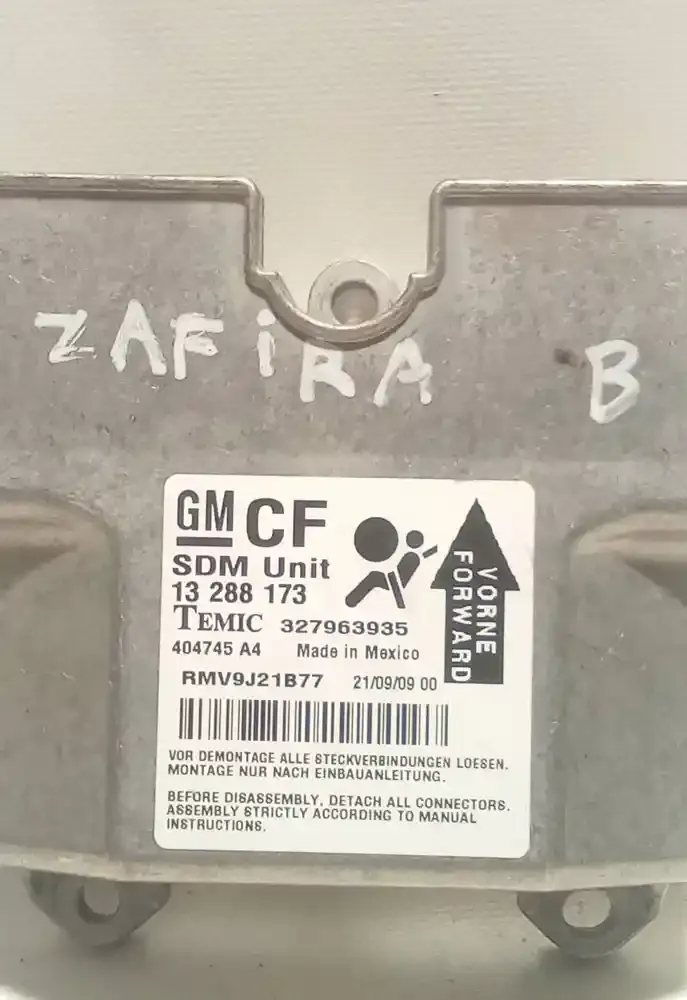 ZAFiRA B
GM CF
SDM Unit
13 288 173
TEMIC 327963935
404745 A4 Made in Mexico
RMV9J21B77 21/09/09 00
VORNE
FORWARD
VOR DEMONTAGE ALLE STECKVERBINDUNGEN LOESEN.
MONTAGE NUR NACH EINBAUANLEITUNG.
BEFORE DISASSEMBLY, DETACH ALL CONNECTORS.
ASSEMBLY STRICTLY ACCORDING TO MANUAL
INSTRUCTIONS.